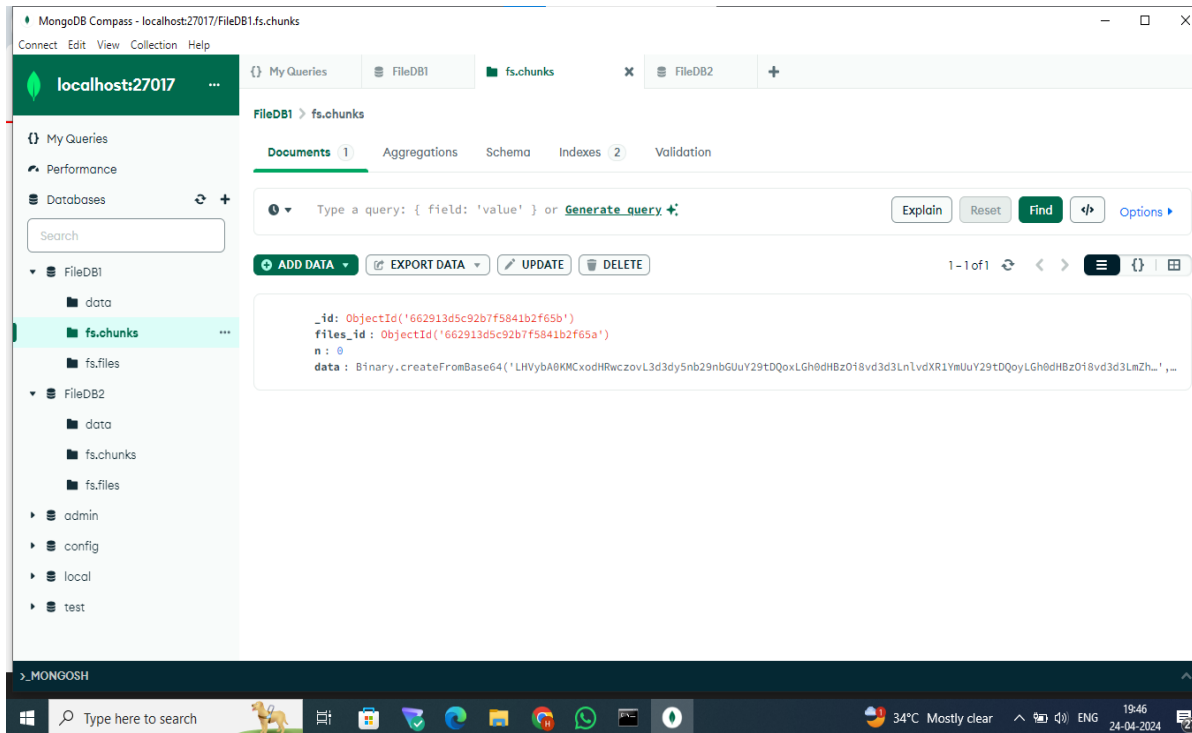 MongoDB Compass - localhost:27017/FileDB1.fs.chunks
Connect Edit View Collection Help
localhost:27017 ...
{} My Queries
FileDB1
fs.chunks
FileDB2
FileDB1 > fs.chunks
{} My Queries
Performance
Databases
Search
FileDB1
data
fs.chunks ...
fs.files
FileDB2
data
fs.chunks
fs.files
admin
config
local
test
Documents 1 Aggregations Schema Indexes 2 Validation
Type a query: { field: 'value' } or Generate query
Explain Reset Find </> Options
ADD DATA EXPORT DATA UPDATE DELETE
1-1 of 1
{}
_id: ObjectId('662913d5c92b7f5841b2f65b')
files_id : ObjectId('662913d5c92b7f5841b2f65a')
n : 0
data : Binary.createFromBase64('LHVybA0KMCxodHRwczovL3d3dy5nb29nbGUuY29tDQoxLGh0dHBzOi8vd3d3LnlvdXR1YmUuY29tDQoyLGh0dHBzOi8vd3d3LmZh…',…
>_MONGOSH
Type here to search
34°C Mostly clear
ENG
19:46
24-04-2024
2